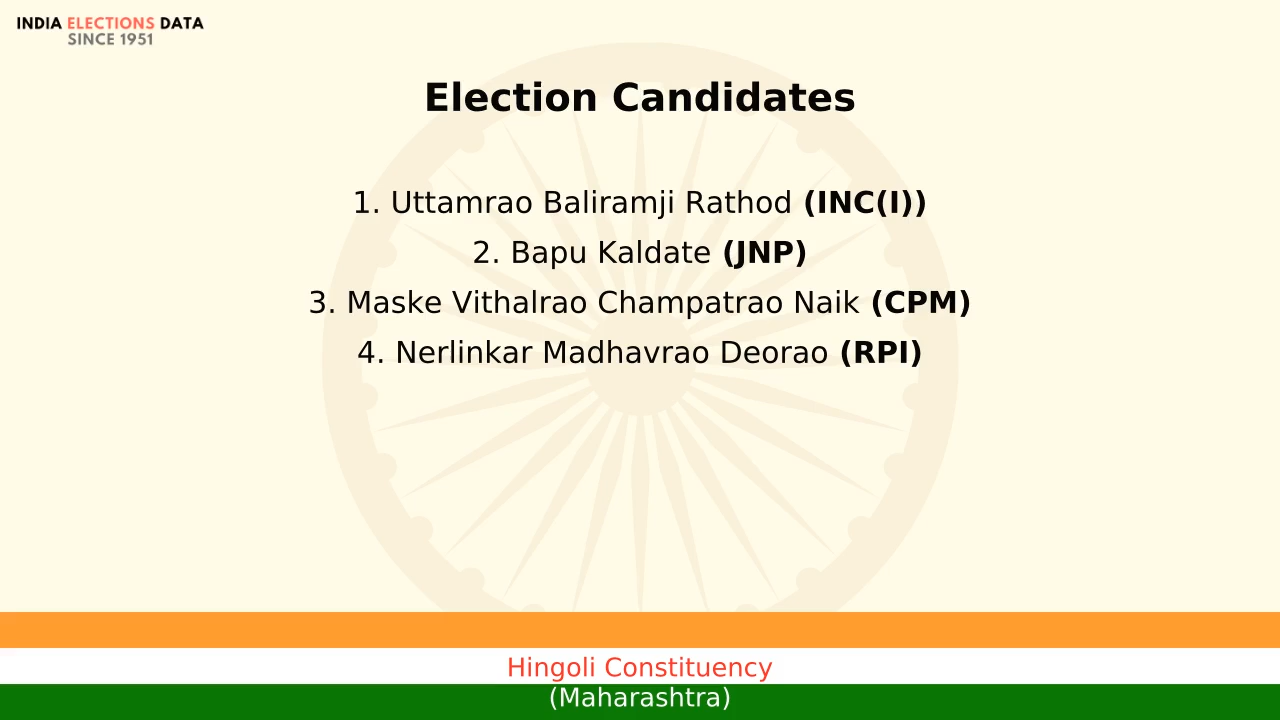 INDIA ELECTIONS DATA
SINCE 1951
Election Candidates
1. Uttamrao Baliramji Rathod (INC(I))
2. Bapu Kaldate (JNP)
3. Maske Vithalrao Champatrao Naik (CPM)
4. Nerlinkar Madhavrao Deorao (RPI)
Hingoli Constituency
(Maharashtra)